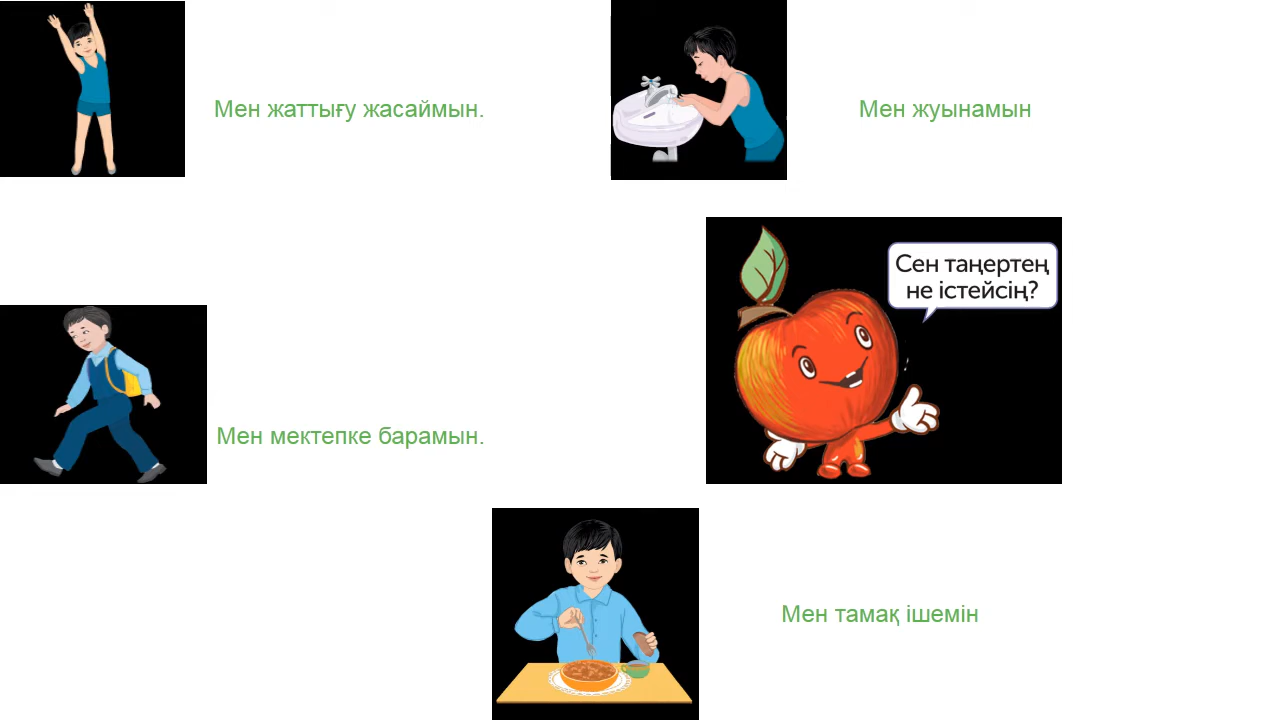 Мен жаттығу жасаймын.
Мен жуынамын
Сен таңертең
не істейсің?
Мен мектепке барамын.
Мен тамақ ішемін